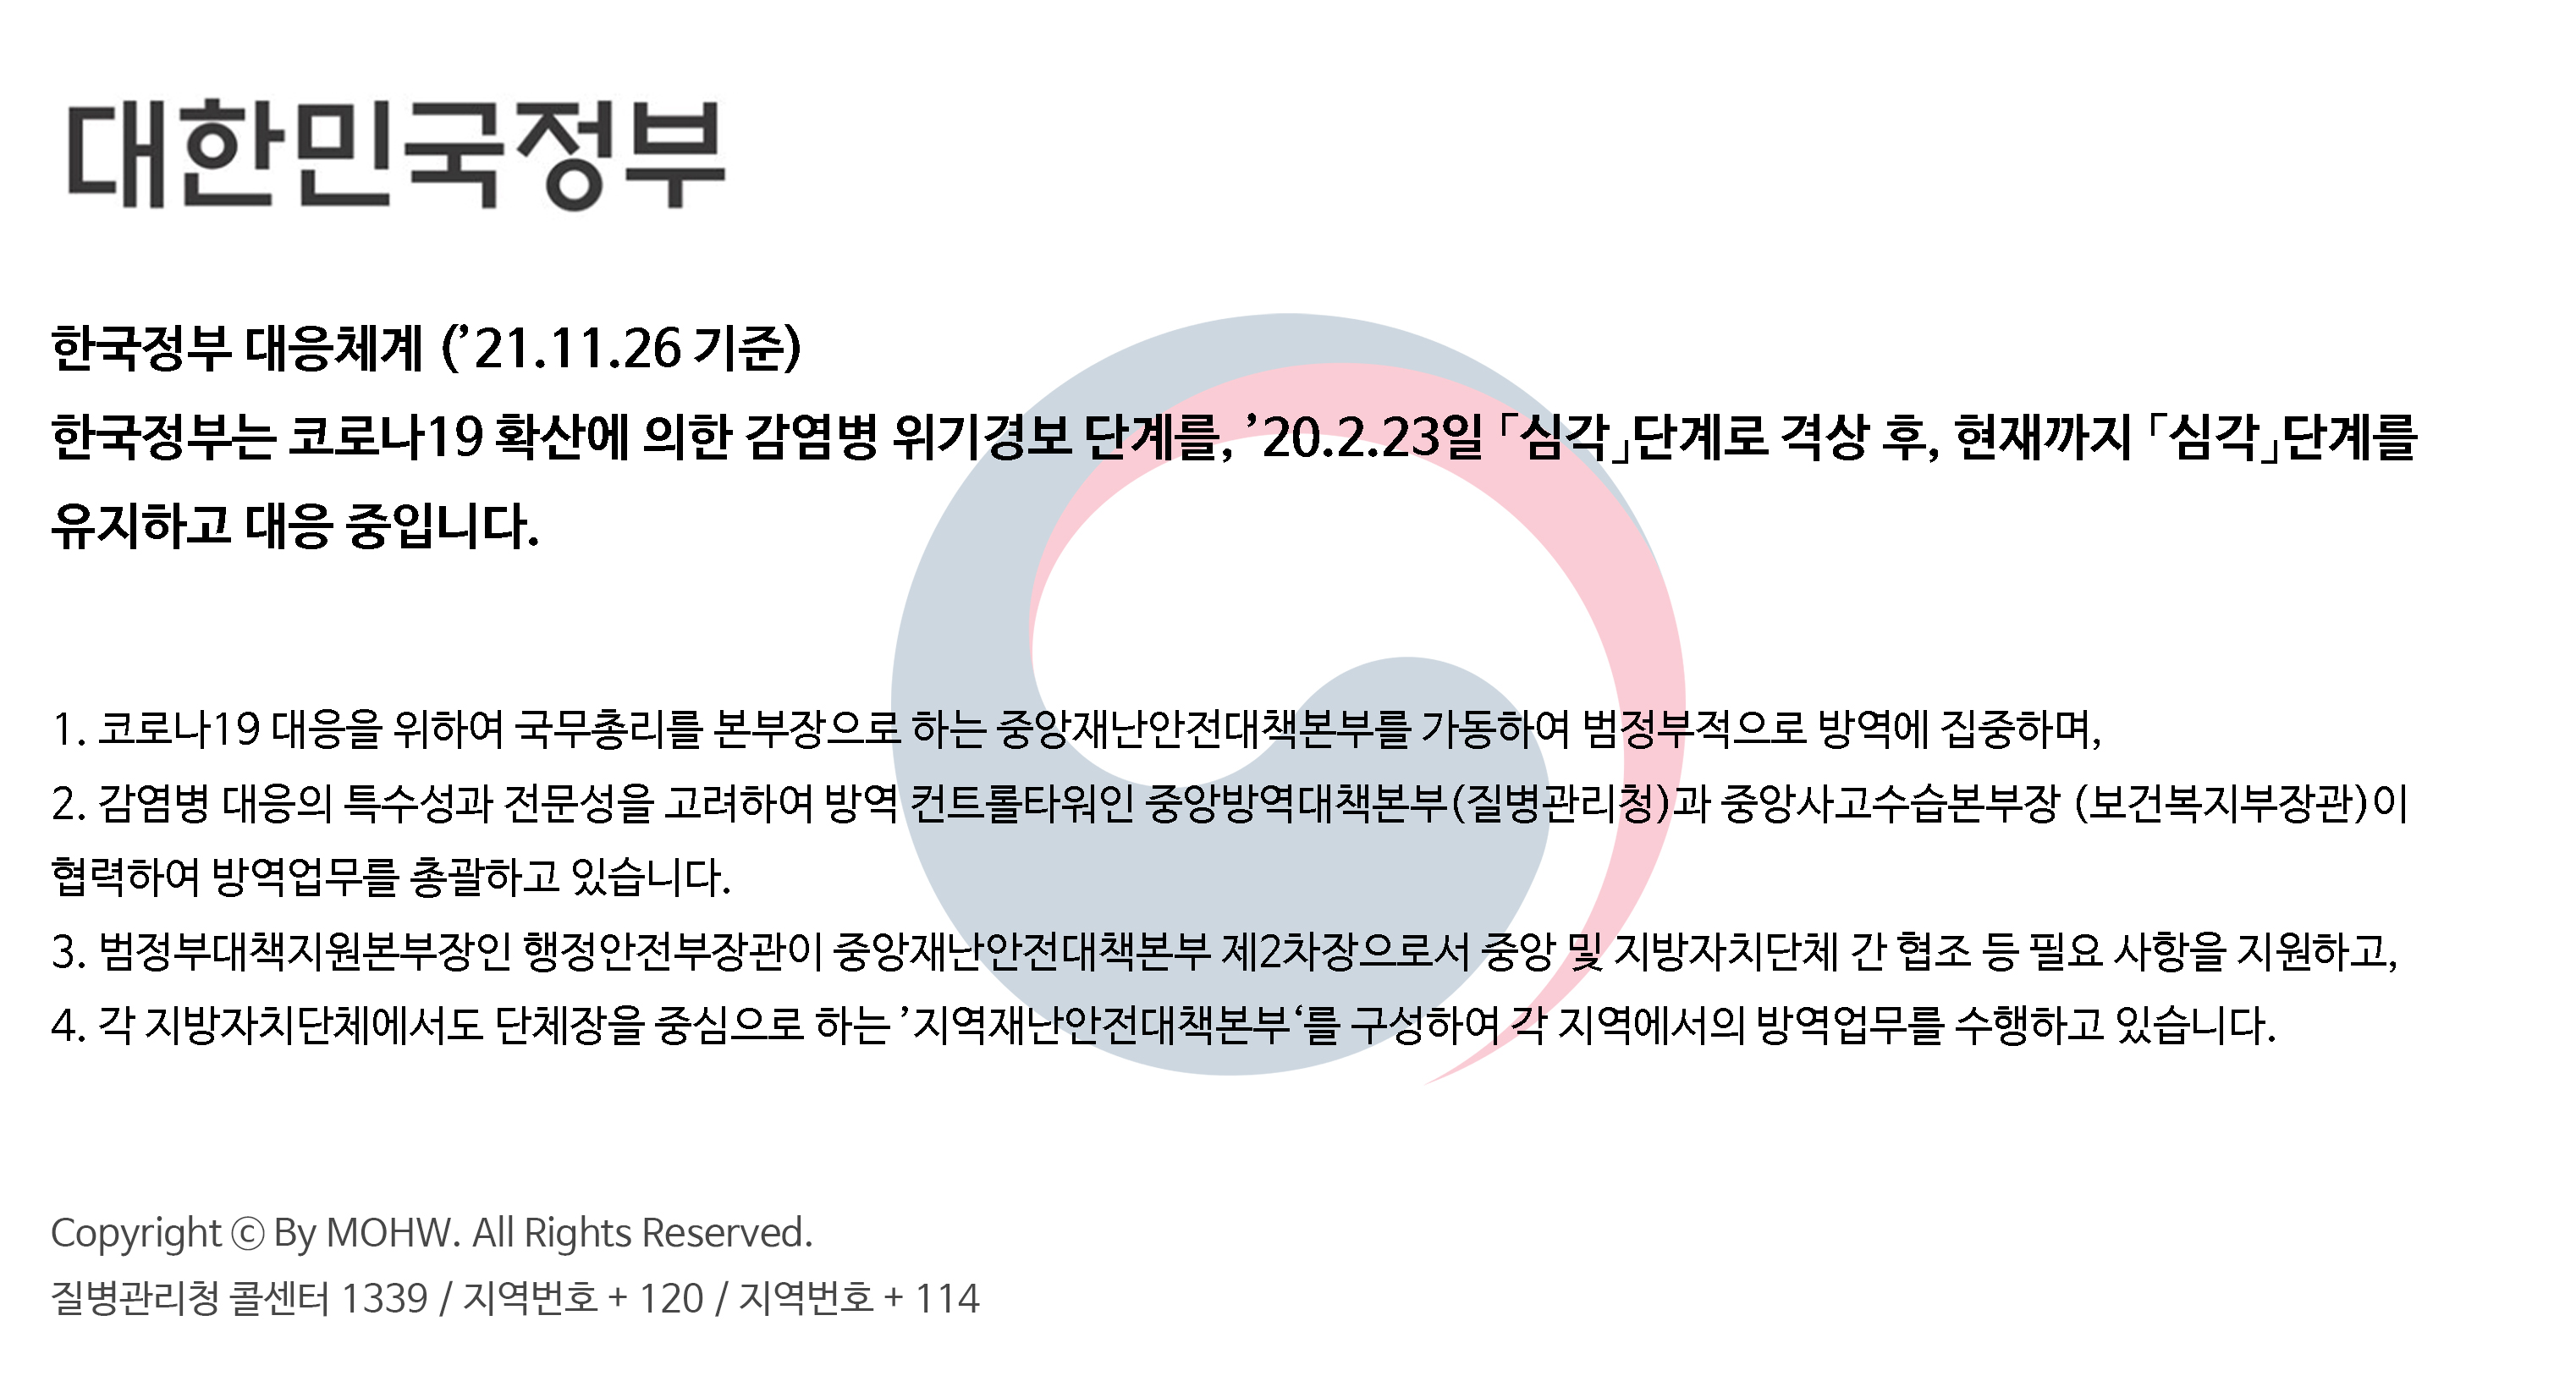 대한민국정부
한국정부 대응체계 (’21.11.26 기준)
한국정부는 코로나19 확산에 의한 감염병 위기경보 단계를, ’20.2.23일 「심각」단계로 격상 후, 현재까지 「심각」단계를
유지하고 대응 중입니다.
1. 코로나19 대응을 위하여 국무총리를 본부장으로 하는 중앙재난안전대책본부를 가동하여 범정부적으로 방역에 집중하며,
2. 감염병 대응의 특수성과 전문성을 고려하여 방역 컨트롤타워인 중앙방역대책본부(질병관리청)과 중앙사고수습본부장 (보건복지부장관)이
협력하여 방역업무를 총괄하고 있습니다.
3. 범정부대책지원본부장인 행정안전부장관이 중앙재난안전대책본부 제2차장으로서 중앙 및 지방자치단체 간 협조 등 필요 사항을 지원하고,
4. 각 지방자치단체에서도 단체장을 중심으로 하는 ’지역재난안전대책본부‘를 구성하여 각 지역에서의 방역업무를 수행하고 있습니다.
Copyright ⓒ By MOHW. All Rights Reserved.
질병관리청 콜센터 1339 / 지역번호 + 120 / 지역번호 + 114